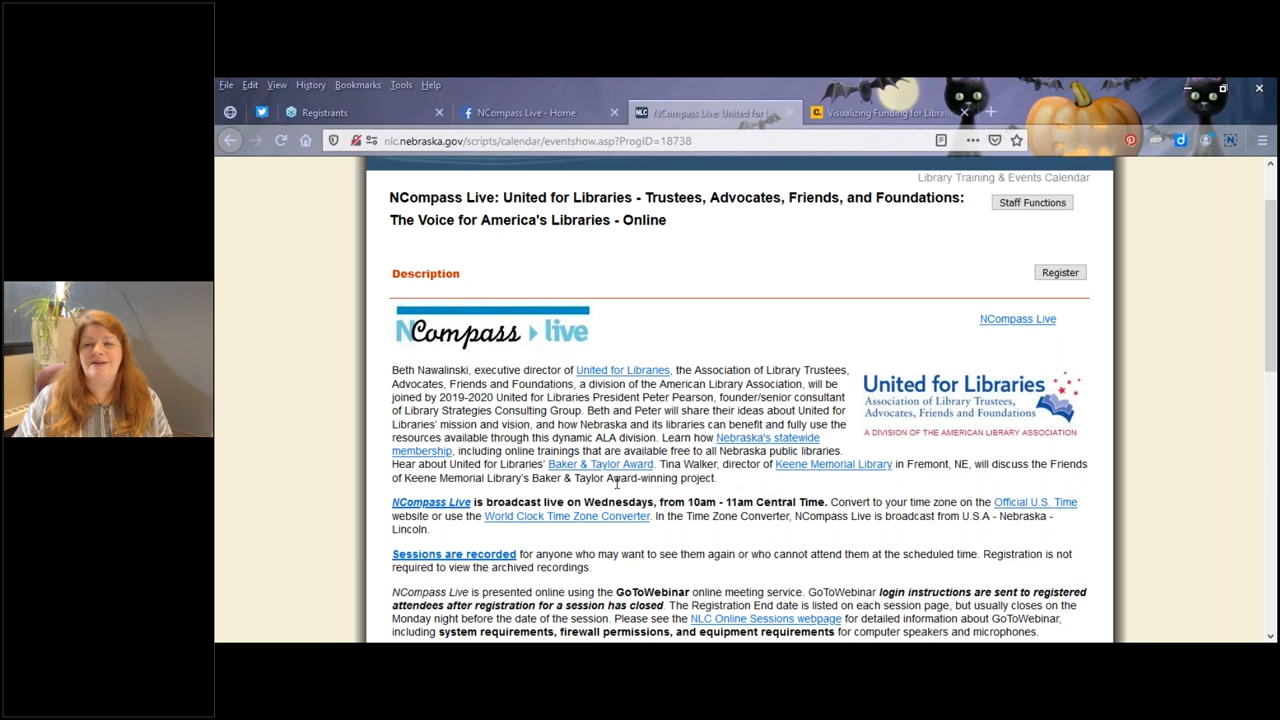 File Edit View History Bookmarks Tools Help
Registrants
NCompass Live - Home
NLC NCompass Live: United for L
Visualizing Funding for Librar
nlc.nebraska.gov/scripts/calendar/eventshow.asp?ProgID=18738
Library Training & Events Calendar
NCompass Live: United for Libraries - Trustees, Advocates, Friends, and Foundations:
The Voice for America's Libraries - Online
Staff Functions
Description
Register
NCompass live
NCompass Live
Beth Nawalinski, executive director of United for Libraries, the Association of Library Trustees,
Advocates, Friends and Foundations, a division of the American Library Association, will be
joined by 2019-2020 United for Libraries President Peter Pearson, founder/senior consultant
of Library Strategies Consulting Group. Beth and Peter will share their ideas about United for
Libraries' mission and vision, and how Nebraska and its libraries can benefit and fully use the
resources available through this dynamic ALA division. Learn how Nebraska's statewide
membership, including online trainings that are available free to all Nebraska public libraries.
Hear about United for Libraries' Baker & Taylor Award. Tina Walker, director of Keene Memorial Library in Fremont, NE, will discuss the Friends
of Keene Memorial Library's Baker & Taylor Award-winning project.
United for Libraries
Association of Library Trustees,
Advocates, Friends and Foundations
A DIVISION OF THE AMERICAN LIBRARY ASSOCIATION
NCompass Live is broadcast live on Wednesdays, from 10am - 11am Central Time. Convert to your time zone on the Official U.S. Time
website or use the World Clock Time Zone Converter. In the Time Zone Converter, NCompass Live is broadcast from U.S.A - Nebraska -
Lincoln.
Sessions are recorded for anyone who may want to see them again or who cannot attend them at the scheduled time. Registration is not
required to view the archived recordings.
NCompass Live is presented online using the GoToWebinar online meeting service. GoToWebinar login instructions are sent to registered
attendees after registration for a session has closed. The Registration End date is listed on each session page, but usually closes on the
Monday night before the date of the session. Please see the NLC Online Sessions webpage for detailed information about GoToWebinar,
including system requirements, firewall permissions, and equipment requirements for computer speakers and microphones.